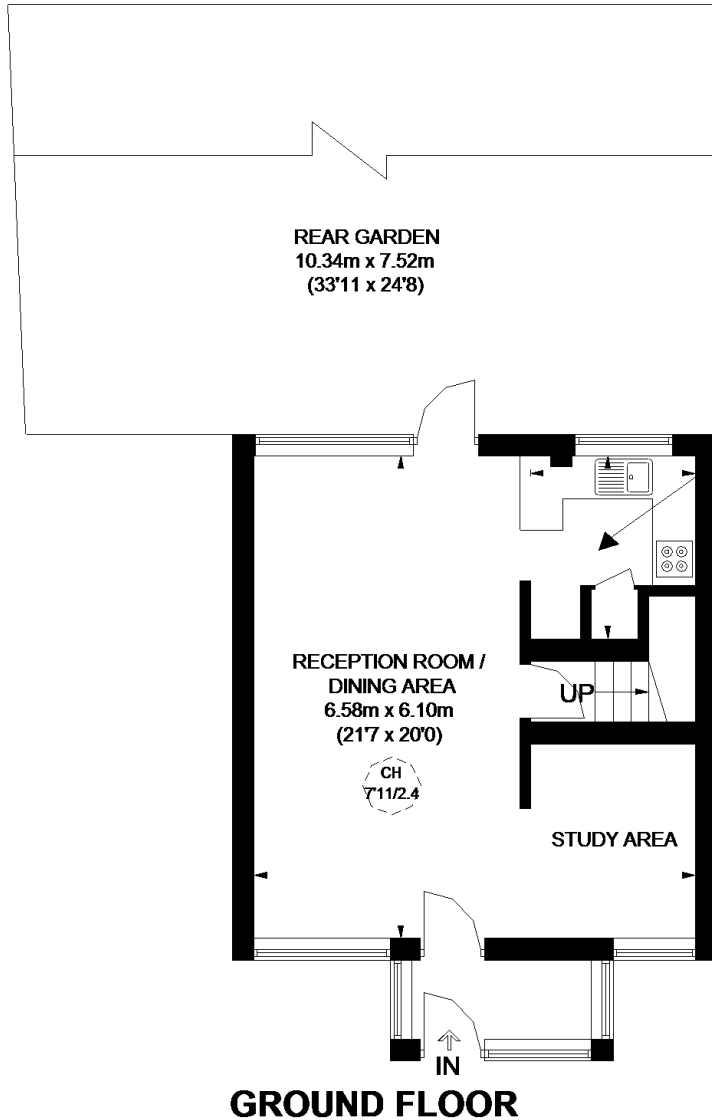 REAR GARDEN
10.34m x 7.52m
(33'11 x 24'8)
RECEPTION ROOM /
DINING AREA
6.58m x 6.10m
(21'7 x 20'0)
UP
CH
7'11/2.4
STUDY AREA
IN
GROUND FLOOR